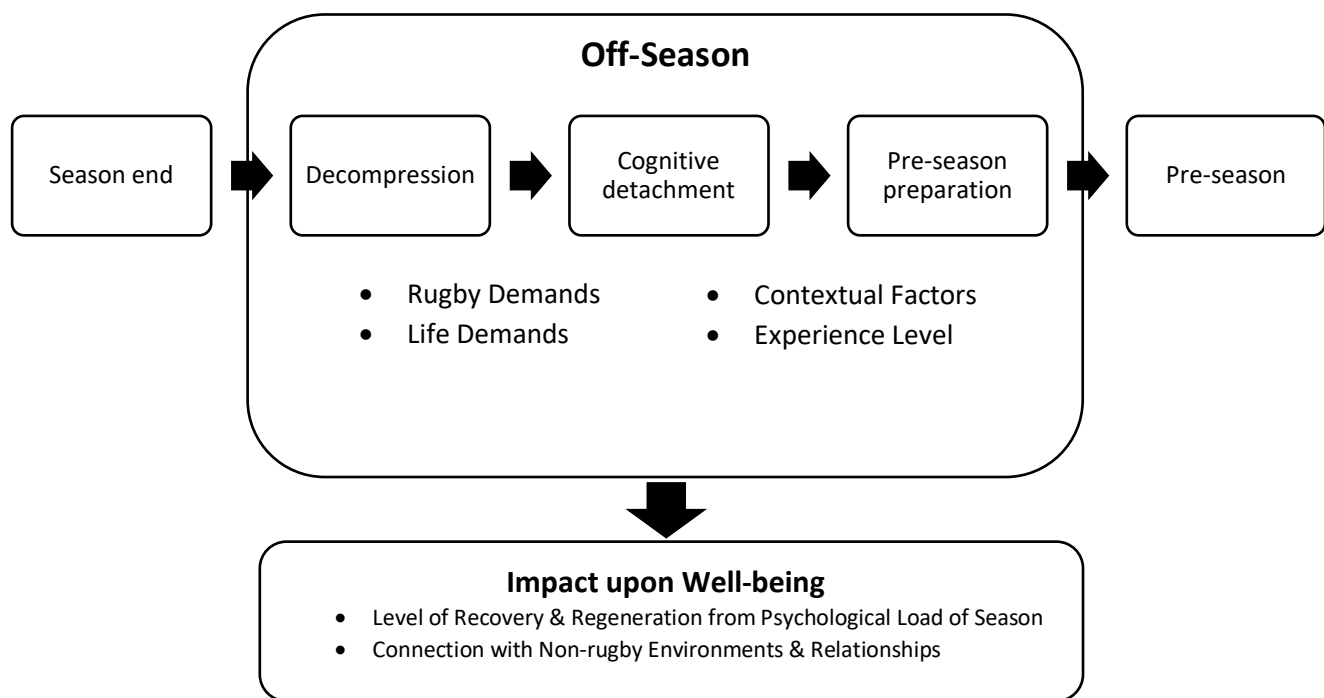 Off-Season
Season end
Decompression
Cognitive
detachment
Pre-season
preparation
Pre-season
• Rugby Demands
• Life Demands
• Contextual Factors
• Experience Level
Impact upon Well-being
• Level of Recovery & Regeneration from Psychological Load of Season
• Connection with Non-rugby Environments & Relationships